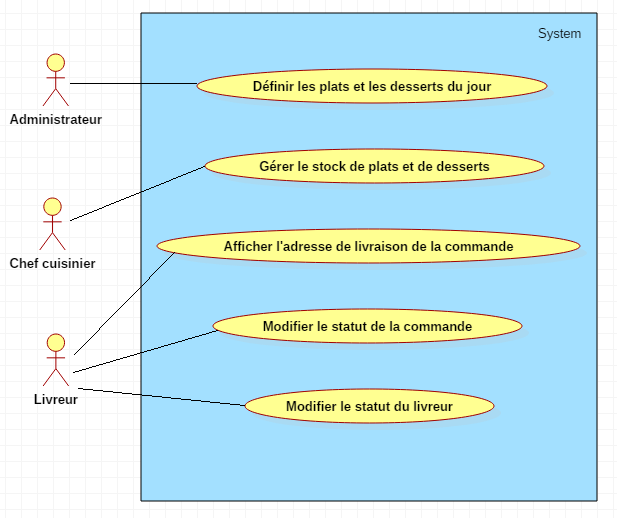 System
Administrateur
Définir les plats et les desserts du jour
Gérer le stock de plats et de desserts
Chef cuisinier
Afficher l'adresse de livraison de la commande
Modifier le statut de la commande
Livreur
Modifier le statut du livreur